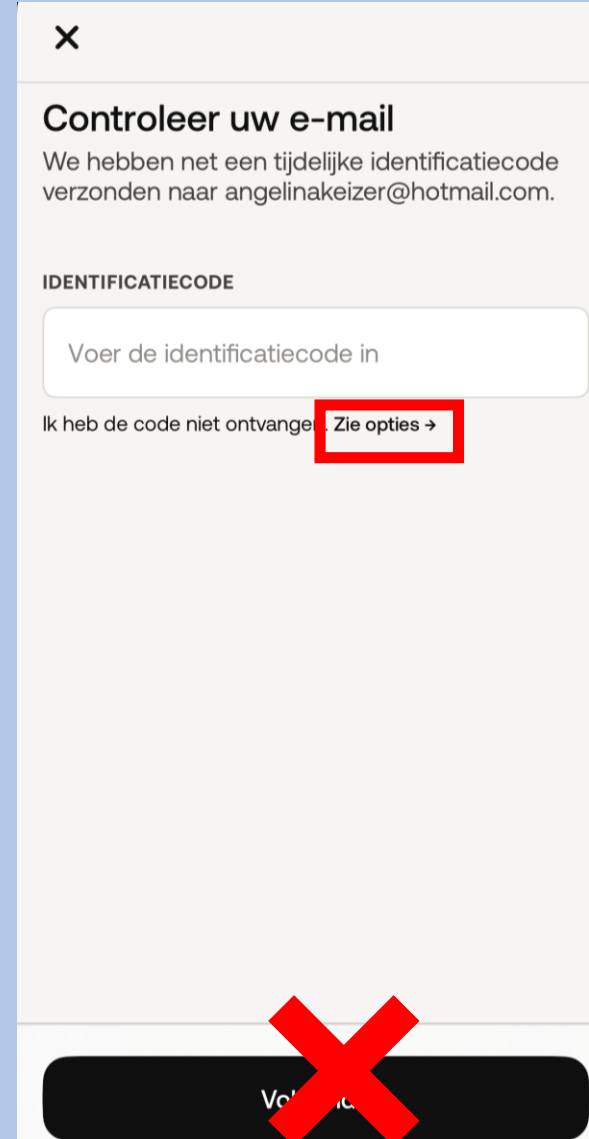 Controleer uw e-mail
We hebben net een tijdelijke identificatiecode
verzonden naar angelinakeizer@hotmail.com.
IDENTIFICATIECODE
Voer de identificatiecode in
Ik heb de code niet Zie opties →